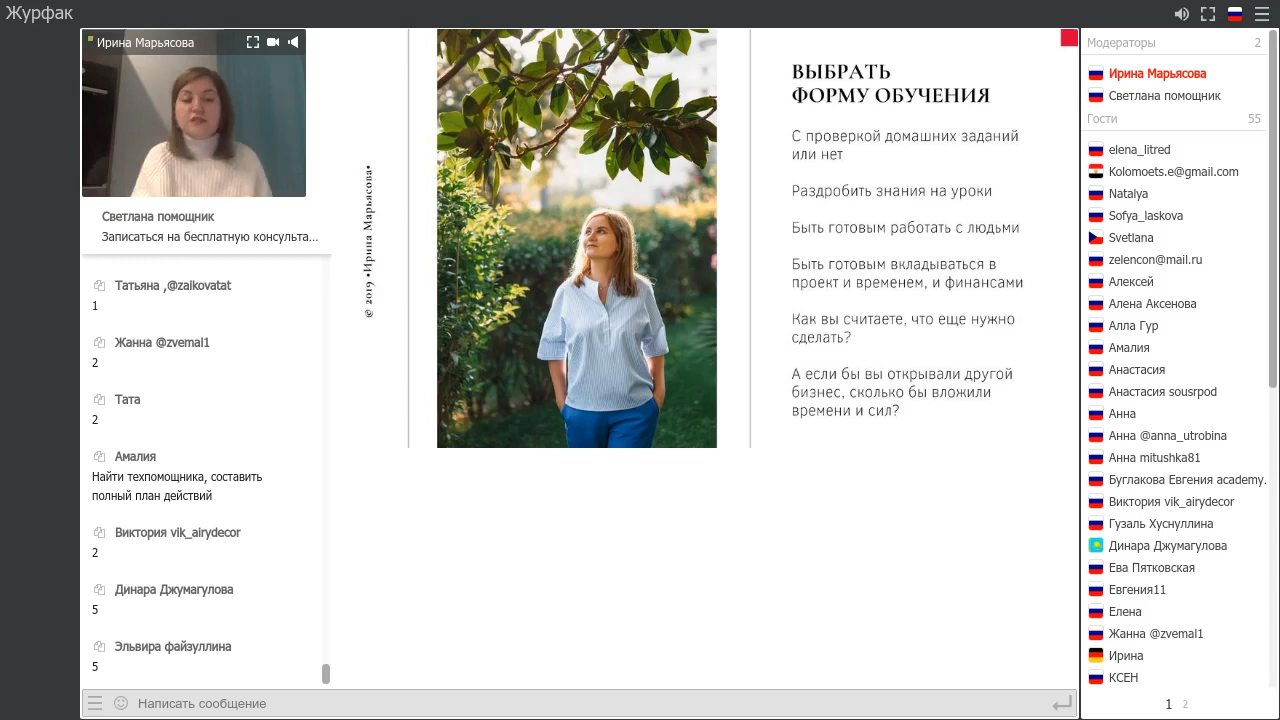 Журфак
Ирина Марьясова
Светлана помощник
Записаться на бесплатную консульта...
Татьяна ,@zaikovatat
1
Жанна @zvemal1
2
Тата
2
Амалия
Найти техпомощника, составить
полный план действий
Виктория vik_airydecor
2
Динара Джумагулова
5
Эльвира файзуллина
5
Написать сообщение
© 2019 •Ирина Марьясова•
ВЫБРАТЬ
ФОРМУ ОБУЧЕНИЯ
С проверкой домашних заданий
или нет
Раздробить знания на уроки
Быть готовым работать с людьми
Быть готовым вкладываться в
проект и временем, и финансами
Как вы считаете, что еще нужно
сделать?
А если бы вы открывали другой
бизнес, сколько бы вложили
времени и сил?
Модераторы 2
Ирина Марьясова
Светлана помощник
Гости 55
elena_litred
Kolomoets.e@gmail.com
Natalya
Sofya_laskova
Svetlana
zelencon@mail.ru
Алексей
Алена Аксенова
Алла Гур
Амалия
Анастасия
Анастасия sousrpod
Анна
Анна @anna_utrobina
Анна mitushka81
Буглакова Евгения academy.
Виктория vik_airydecor
Гузаль Хуснуллина
Динара Джумагулова
Ева Пятковская
Евгения11
Елена
Жанна @zvemal1
Ирина
КСЕН
1 2